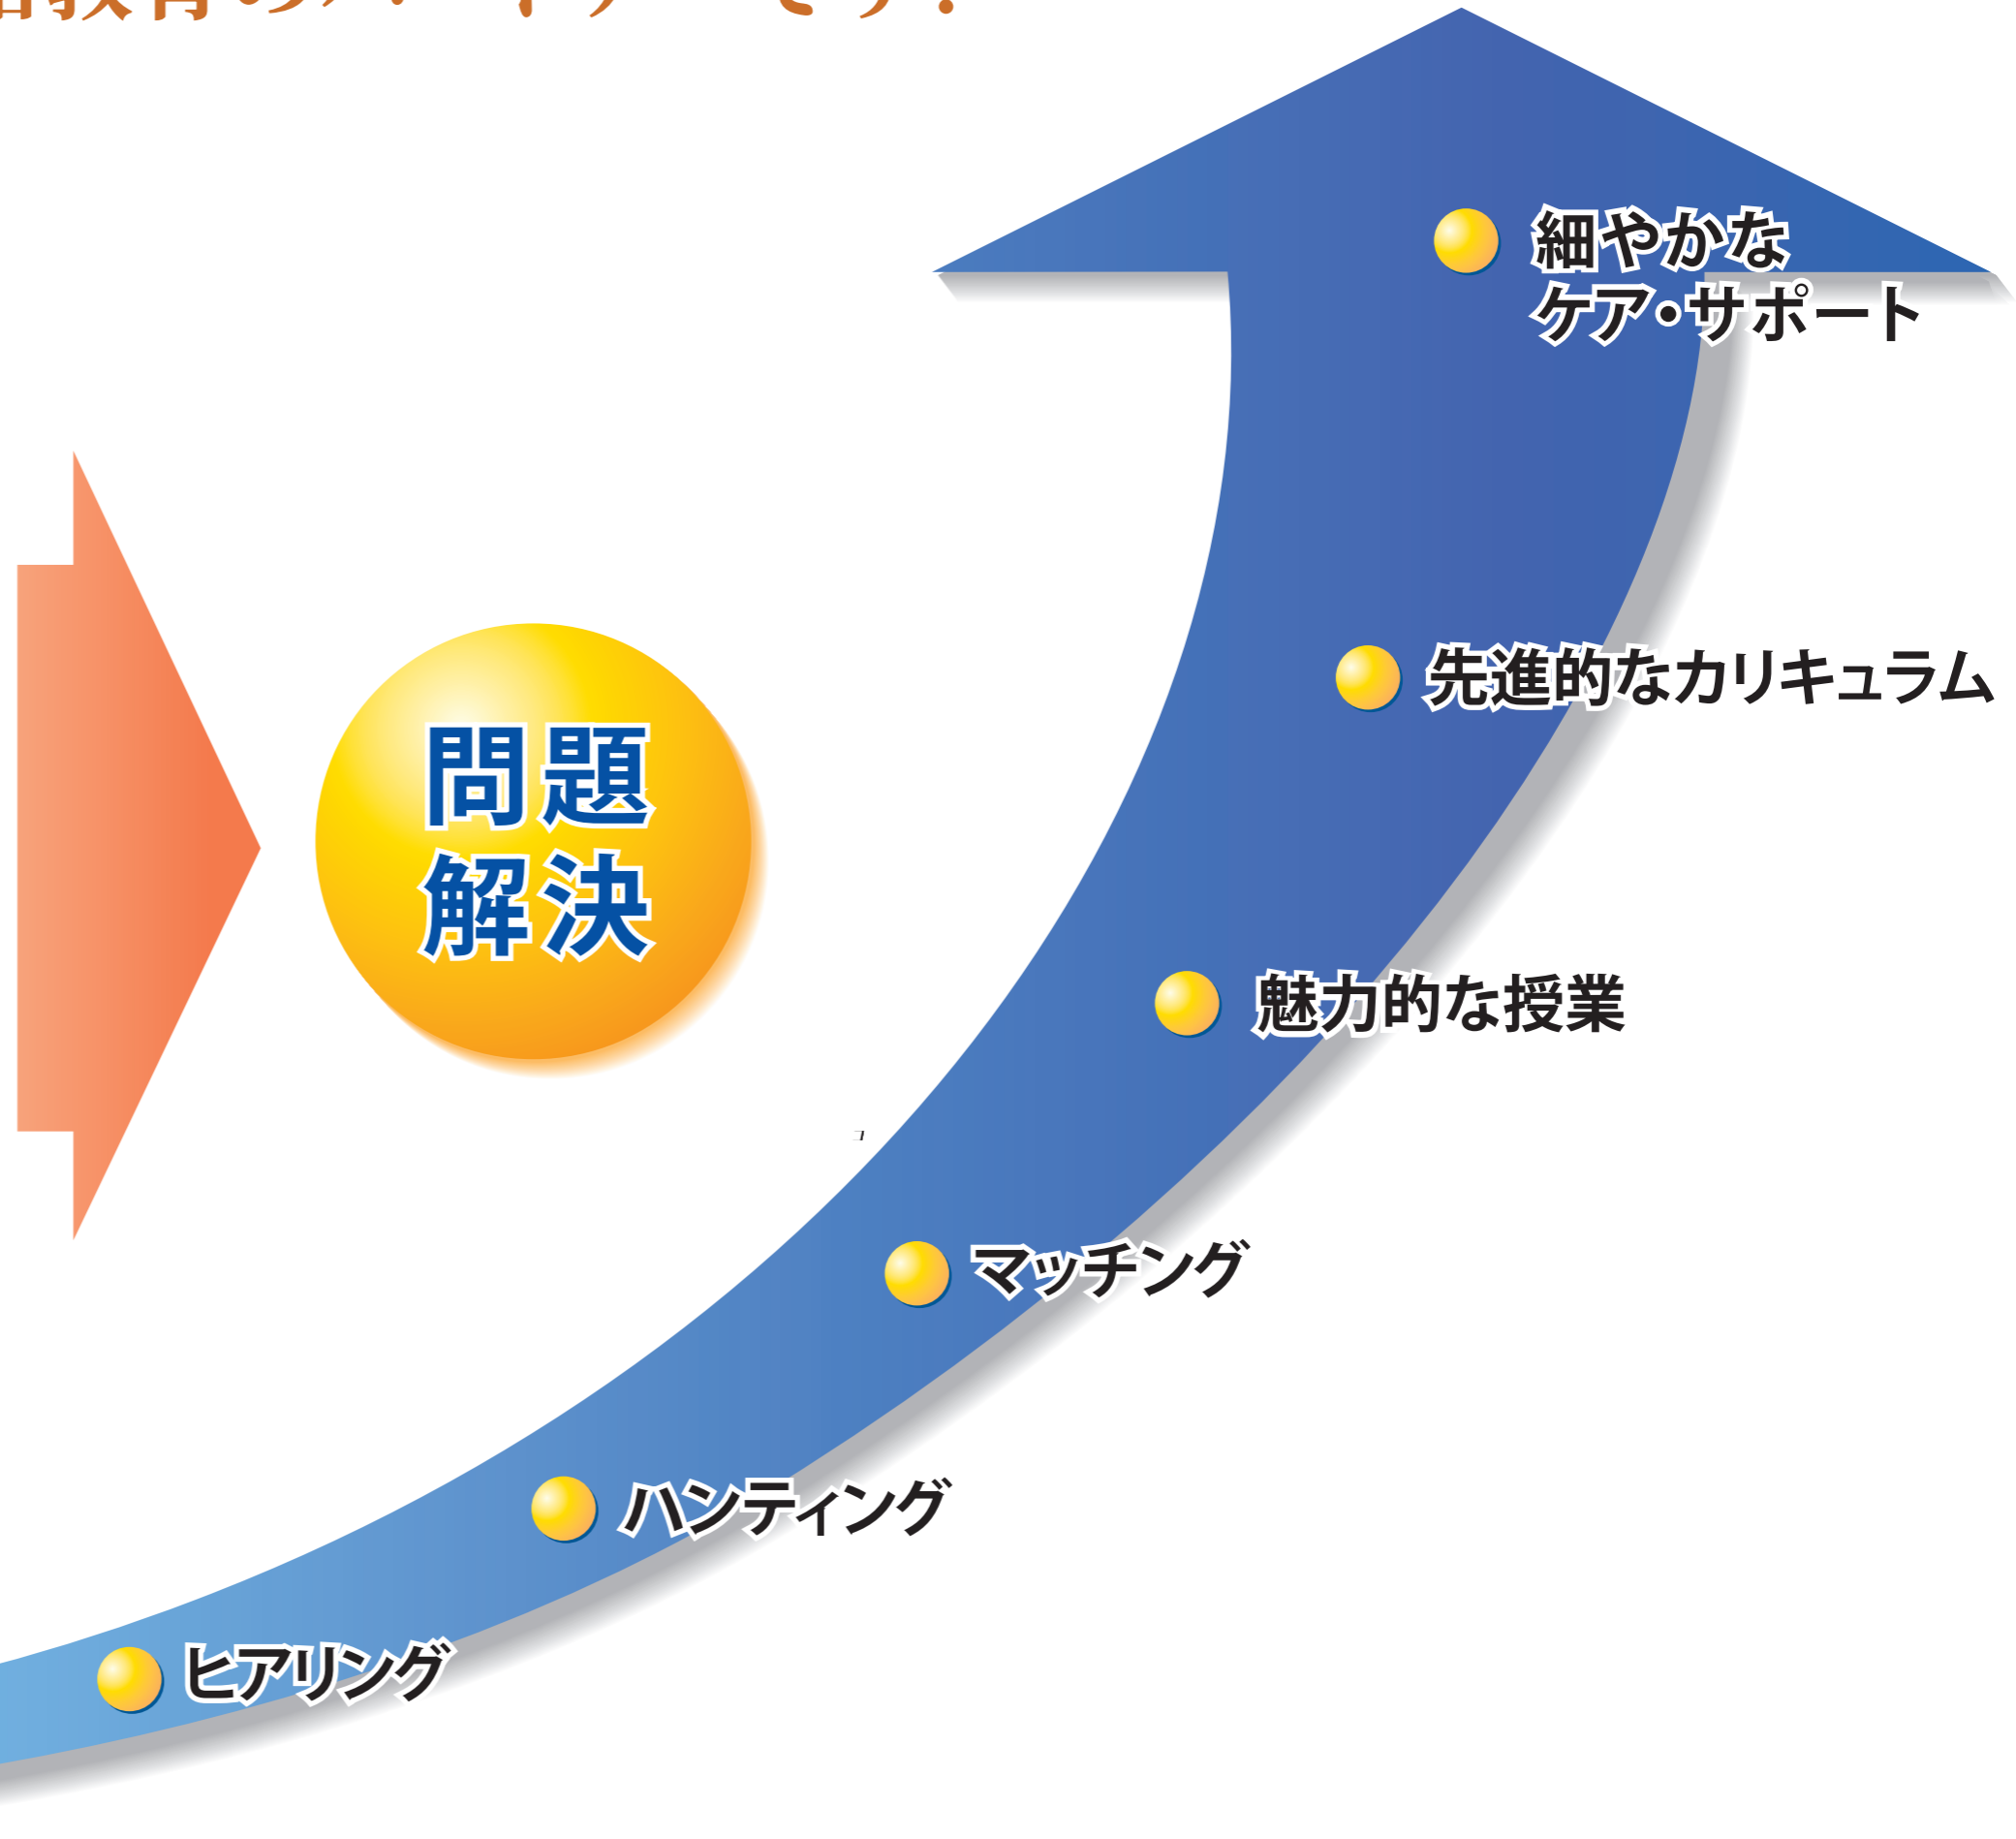 問題
解決
細やかな
ケア・サポート
先進的なカリキュラム
魅力的な授業
マッチング
ハンティング
ヒアリング